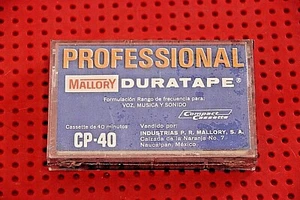 PROFESSIONAL
MALLORY DURATAPE®
Formulación Rango de frecuencia para:
VOZ, MUSICA Y SONIDO
Compact Cassette
Cassette de 40 minutos
CP-40
Vendido por:
INDUSTRIAS P. R. MALLORY, S. A.
Calzada de la Naranja No. 7
Naucalpan, México.